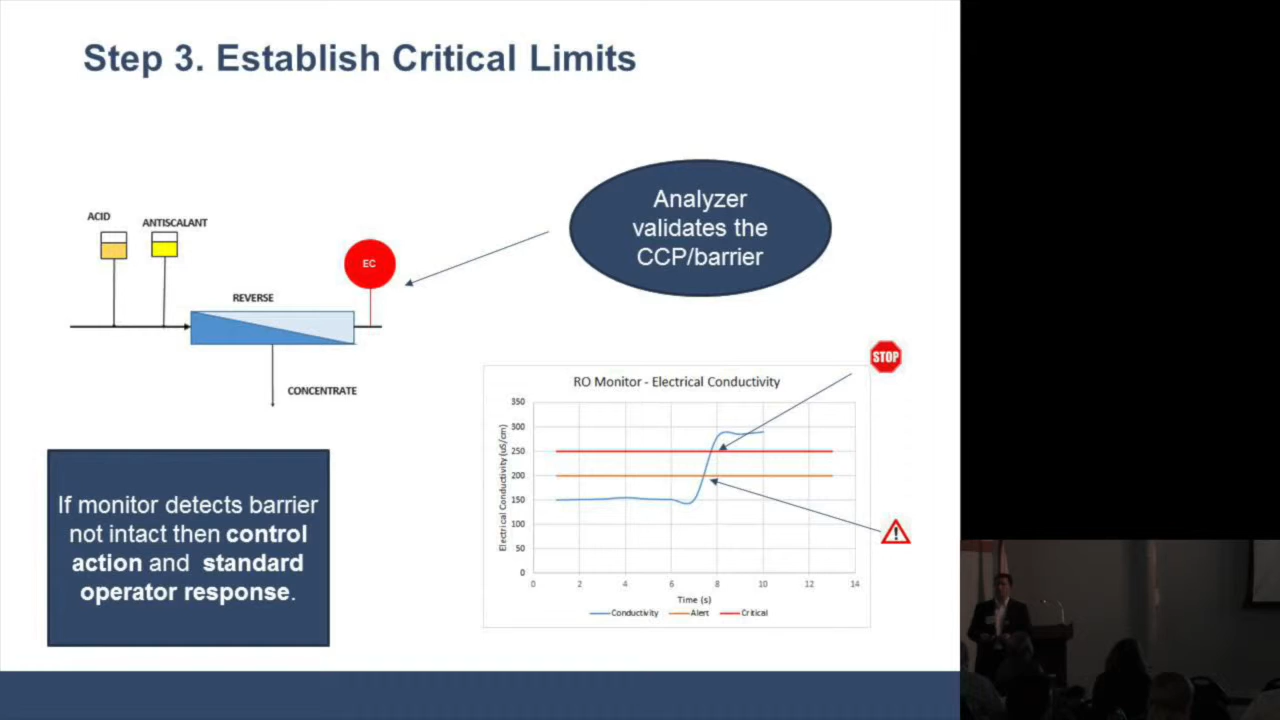 Step 3. Establish Critical Limits
Analyzer
validates the
CCP/barrier
ACID
ANTISCALANT
EC
REVERSE
CONCENTRATE
STOP
RO Monitor - Electrical Conductivity
Electrical Conductivity (uS/cm)
350
300
250
200
150
100
50
0
0 2 4 6 8 10 12 14
Time (s)
Conductivity Alert Critical
!
If monitor detects barrier
not intact then control
action and standard
operator response.